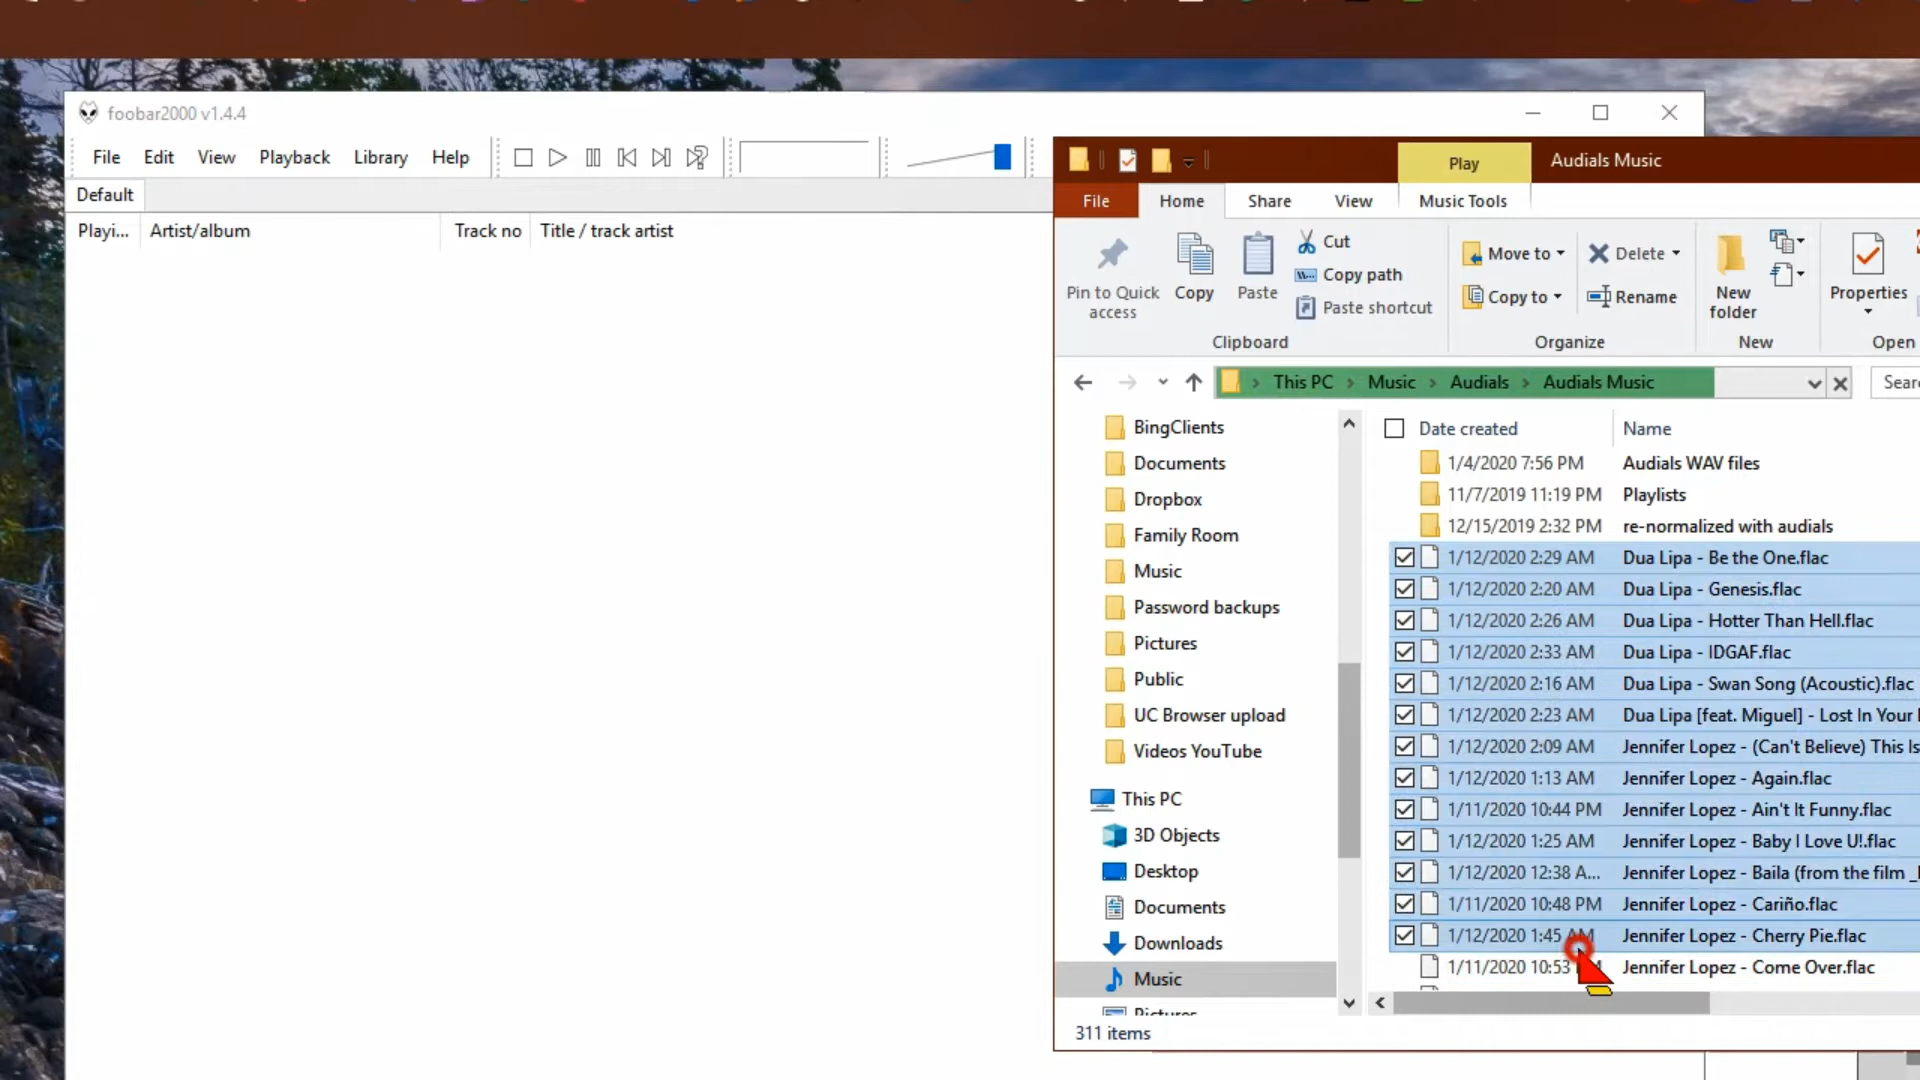 foobar2000 v1.4.4
File Edit View Playback Library Help
Default
Playi... Artist/album Track no Title / track artist
Play Audials Music
File Home Share View Music Tools
Pin to Quick access
Copy
Paste
Cut
Copy path
Paste shortcut
Move to
Copy to
Delete
Rename
New folder
Properties
Clipboard Organize New Open
This PC > Music > Audials > Audials Music
Sear
BingClients
Documents
Dropbox
Family Room
Music
Password backups
Pictures
Public
UC Browser upload
Videos YouTube
This PC
3D Objects
Desktop
Documents
Downloads
Music
Pictures
Date created Name
1/4/2020 7:56 PM Audials WAV files
11/7/2019 11:19 PM Playlists
12/15/2019 2:32 PM re-normalized with audials
1/12/2020 2:29 AM Dua Lipa - Be the One.flac
1/12/2020 2:20 AM Dua Lipa - Genesis.flac
1/12/2020 2:26 AM Dua Lipa - Hotter Than Hell.flac
1/12/2020 2:33 AM Dua Lipa - IDGAF.flac
1/12/2020 2:16 AM Dua Lipa - Swan Song (Acoustic).flac
1/12/2020 2:23 AM Dua Lipa [feat. Miguel] - Lost In Your
1/12/2020 2:09 AM Jennifer Lopez - (Can't Believe) This Is
1/12/2020 1:13 AM Jennifer Lopez - Again.flac
1/11/2020 10:44 PM Jennifer Lopez - Ain't It Funny.flac
1/12/2020 1:25 AM Jennifer Lopez - Baby I Love U!.flac
1/12/2020 12:38 A... Jennifer Lopez - Baila (from the film _
1/11/2020 10:48 PM Jennifer Lopez - Cariño.flac
1/12/2020 1:45 AM Jennifer Lopez - Cherry Pie.flac
1/11/2020 10:53 Jennifer Lopez - Come Over.flac
311 items